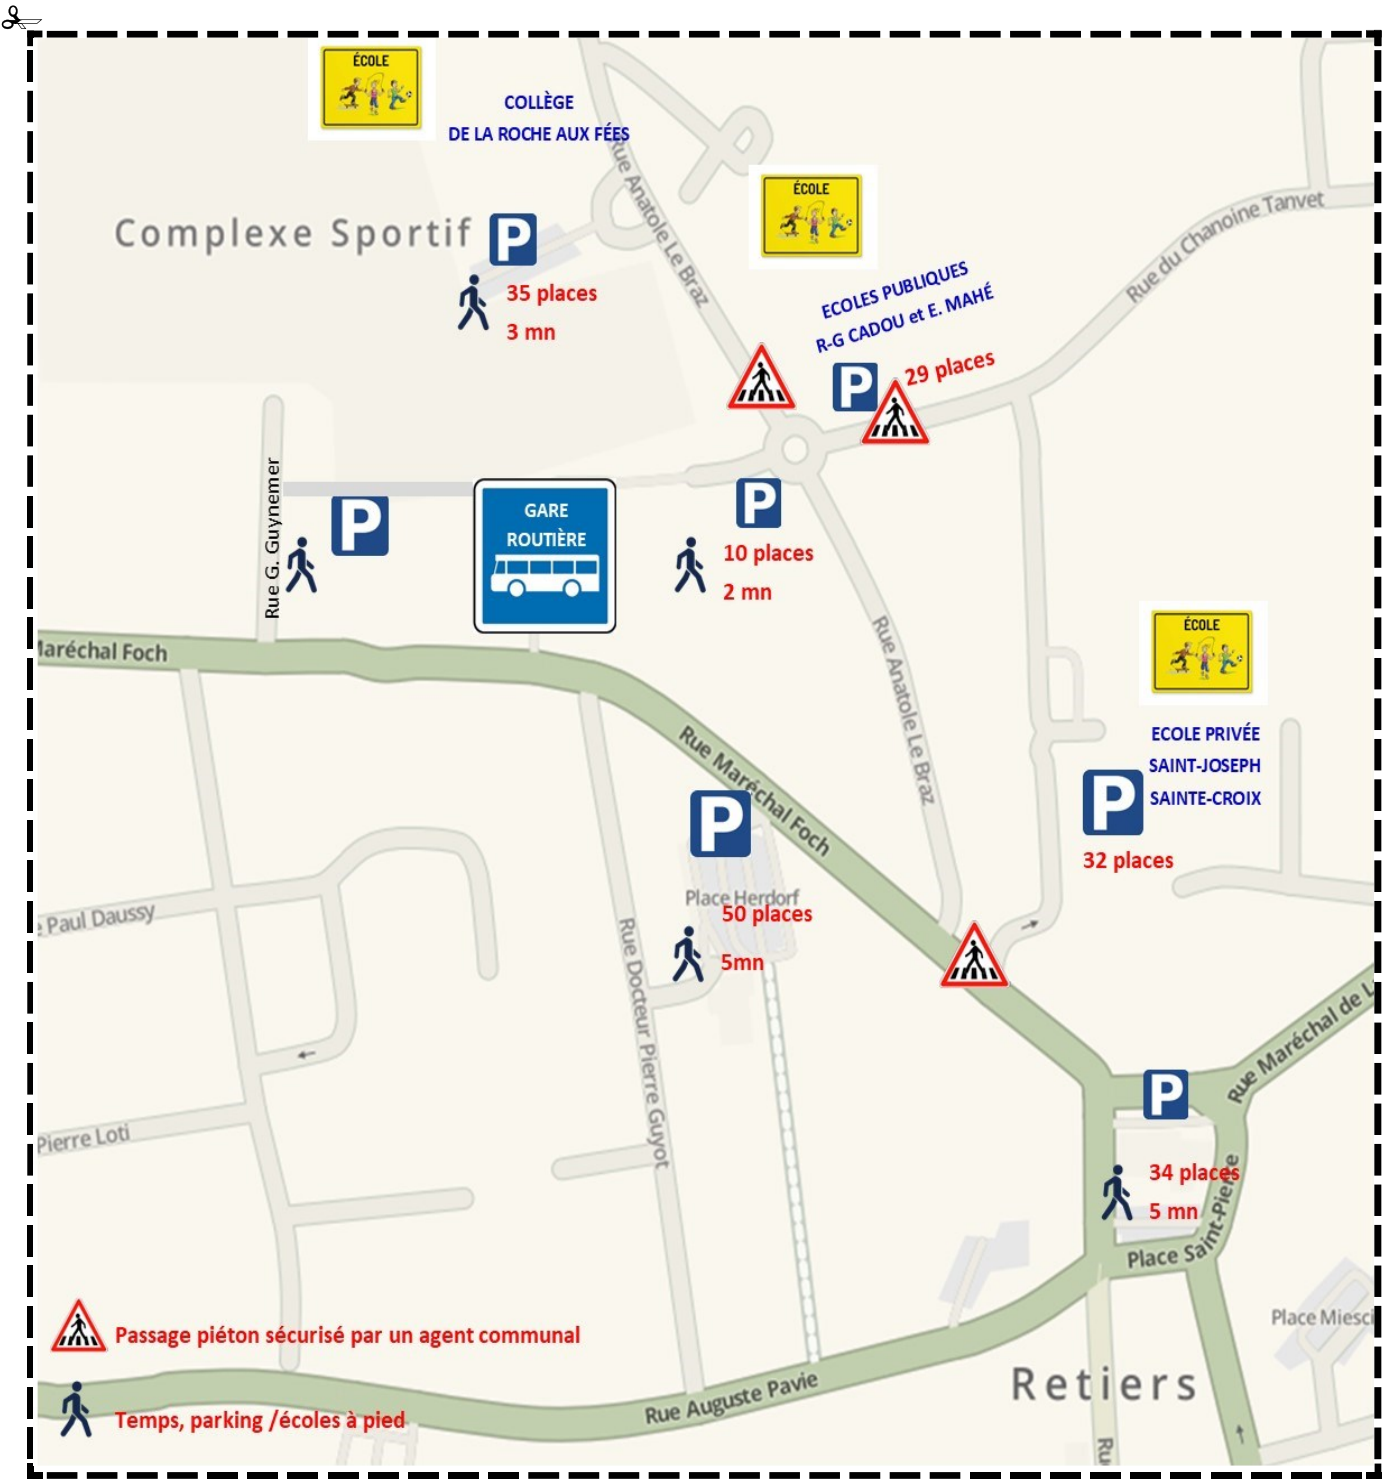 ÉCOLE
COLLÈGE
DE LA ROCHE AUX FÉES
Rue Anatole Le Braz
ÉCOLE
Complexe Sportif
P
35 places
3 mn
Rue du Chanoine Tanvet
ECOLES PUBLIQUES
R-G CADOU et E. MAHÉ
P
29 places
Rue G. Guynemer
P
GARE
ROUTIÈRE
P
10 places
2 mn
Maréchal Foch
Rue Anatole Le Braz
ÉCOLE
ECOLE PRIVÉE
SAINT-JOSEPH
SAINTE-CROIX
P
32 places
Rue Maréchal Foch
P
Place Herdorf
50 places
5mn
Paul Daussy
Rue Docteur Pierre Guyot
Rue Maréchal de L
P
34 places
5 mn
Place Saint-Pierre
Pierre Loti
Place Miesci
Passage piéton sécurisé par un agent communal
Retiers
Rue Auguste Pavie
Temps, parking /écoles à pied
Ru